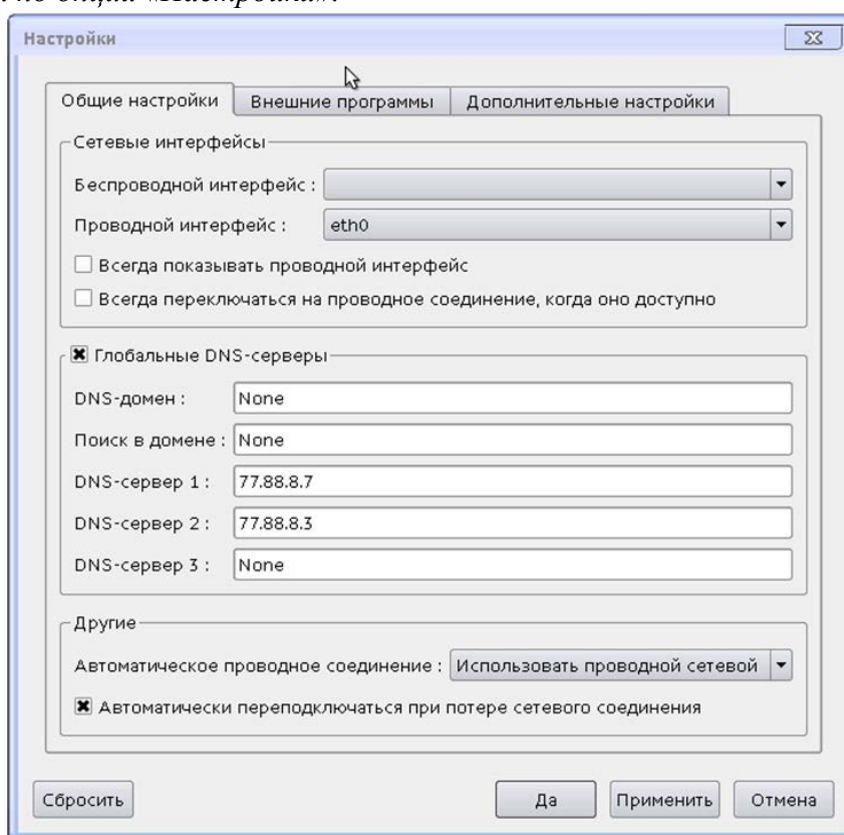 по опции «Настройки».
Настройки
Общие настройки
Внешние программы
Дополнительные настройки
Сетевые интерфейсы
Беспроводной интерфейс :
Проводной интерфейс : eth0
Всегда показывать проводной интерфейс
Всегда переключаться на проводное соединение, когда оно доступно
Глобальные DNS-серверы
DNS-домен : None
Поиск в домене : None
DNS-сервер 1 : 77.88.8.7
DNS-сервер 2 : 77.88.8.3
DNS-сервер 3 : None
Другие
Автоматическое проводное соединение : Использовать проводной сетевой
Автоматически переподключаться при потере сетевого соединения
Сбросить
Да
Применить
Отмена